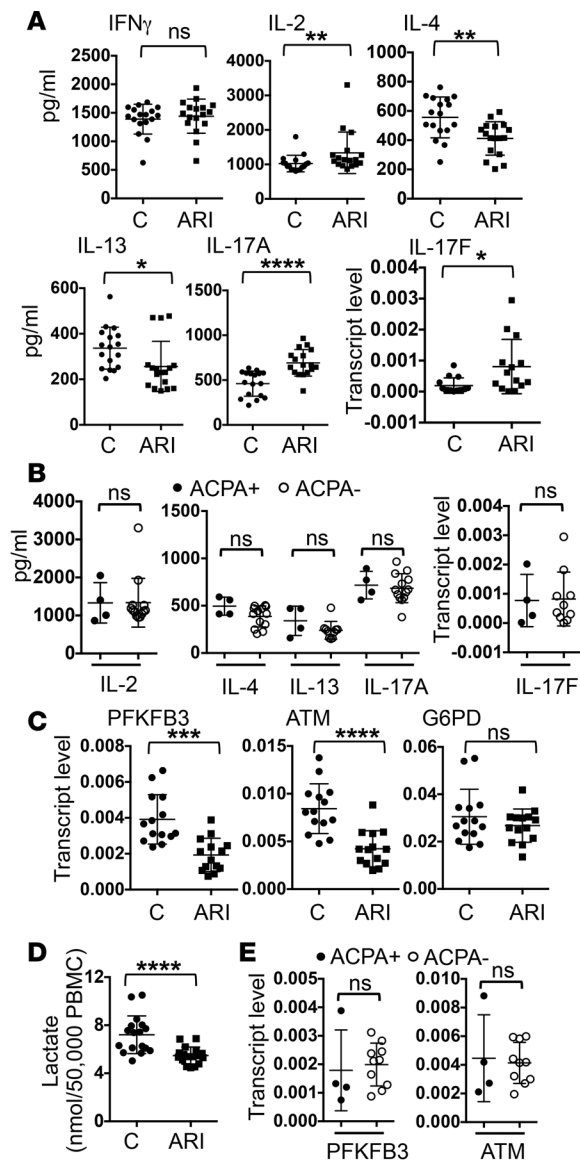 A
IFNγ
IL-2
IL-4
ns
**
**
pg/ml
2500
2000
1500
1000
500
0
C ARI
4000
3000
2000
1000
0
C ARI
1000
800
600
400
200
0
C ARI
IL-13
IL-17A
IL-17F
*
****
*
pg/ml
600
400
200
0
C ARI
1500
1000
500
0
C ARI
Transcript level
0.004
0.003
0.002
0.001
0.000
-0.001
C ARI
B
ACPA+ ACPA-
pg/ml
4000
3000
2000
1000
0
ns
IL-2
1500
1000
500
0
ns
ns
ns
IL-4 IL-13 IL-17A
Transcript level
0.004
0.003
0.002
0.001
0.000
-0.001
ns
IL-17F
C
PFKFB3
ATM
G6PD
***
****
ns
Transcript level
0.008
0.006
0.004
0.002
0.000
C ARI
0.015
0.010
0.005
0.000
C ARI
0.06
0.04
0.02
0.00
C ARI
D
****
Lactate
(nmol/50,000 PBMC)
12
8
4
0
C ARI
E
ACPA+ ACPA-
Transcript level
0.005
0.004
0.003
0.002
0.001
0.000
ns
PFKFB3
0.010
0.008
0.006
0.004
0.002
0.000
ns
ATM